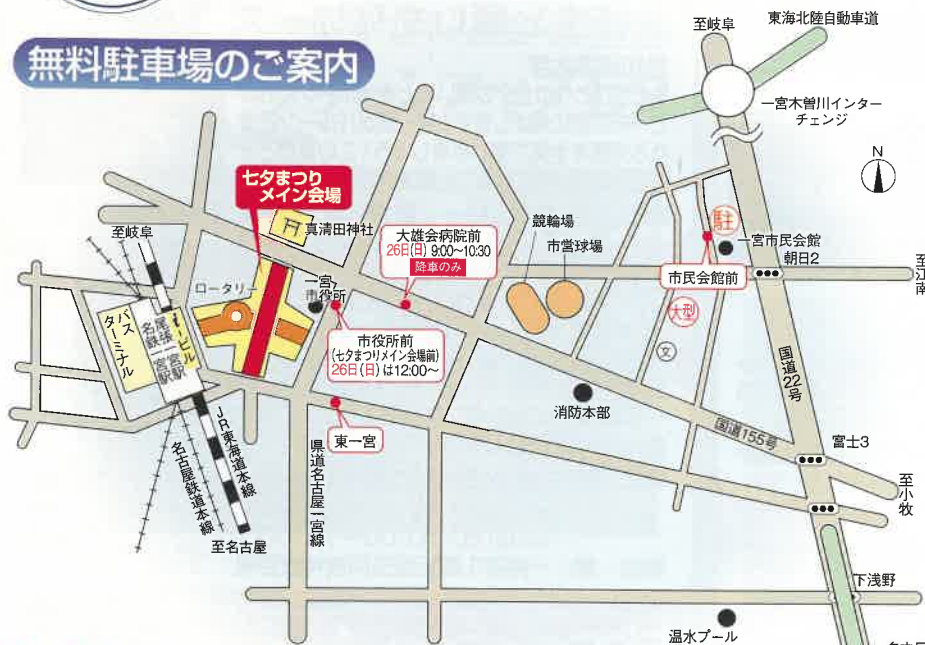 無料駐車場のご案内
至岐阜
東海北陸自動車道
一宮木曽川インター
チェンジ
N
七夕まつり
メイン会場
真清田神社
至岐阜
大雄会病院前
26日(日) 9:00～10:30
降車のみ
競輪場
市営球場
駐
一宮市民会館
朝日2
至江南
市民会館前
ロータリー
一宮
市役所
バス
ターミナル
名鉄一宮駅
尾張一宮駅
i-ビル
市役所前
(七夕まつりメイン会場前)
26日(日)は12:00～
大型
文
国道22号
消防本部
国道155号
富士3
東一宮
至小牧
JR東海道本線
名古屋鉄道本線
県道名古屋一宮線
至名古屋
下浅野
温水プール